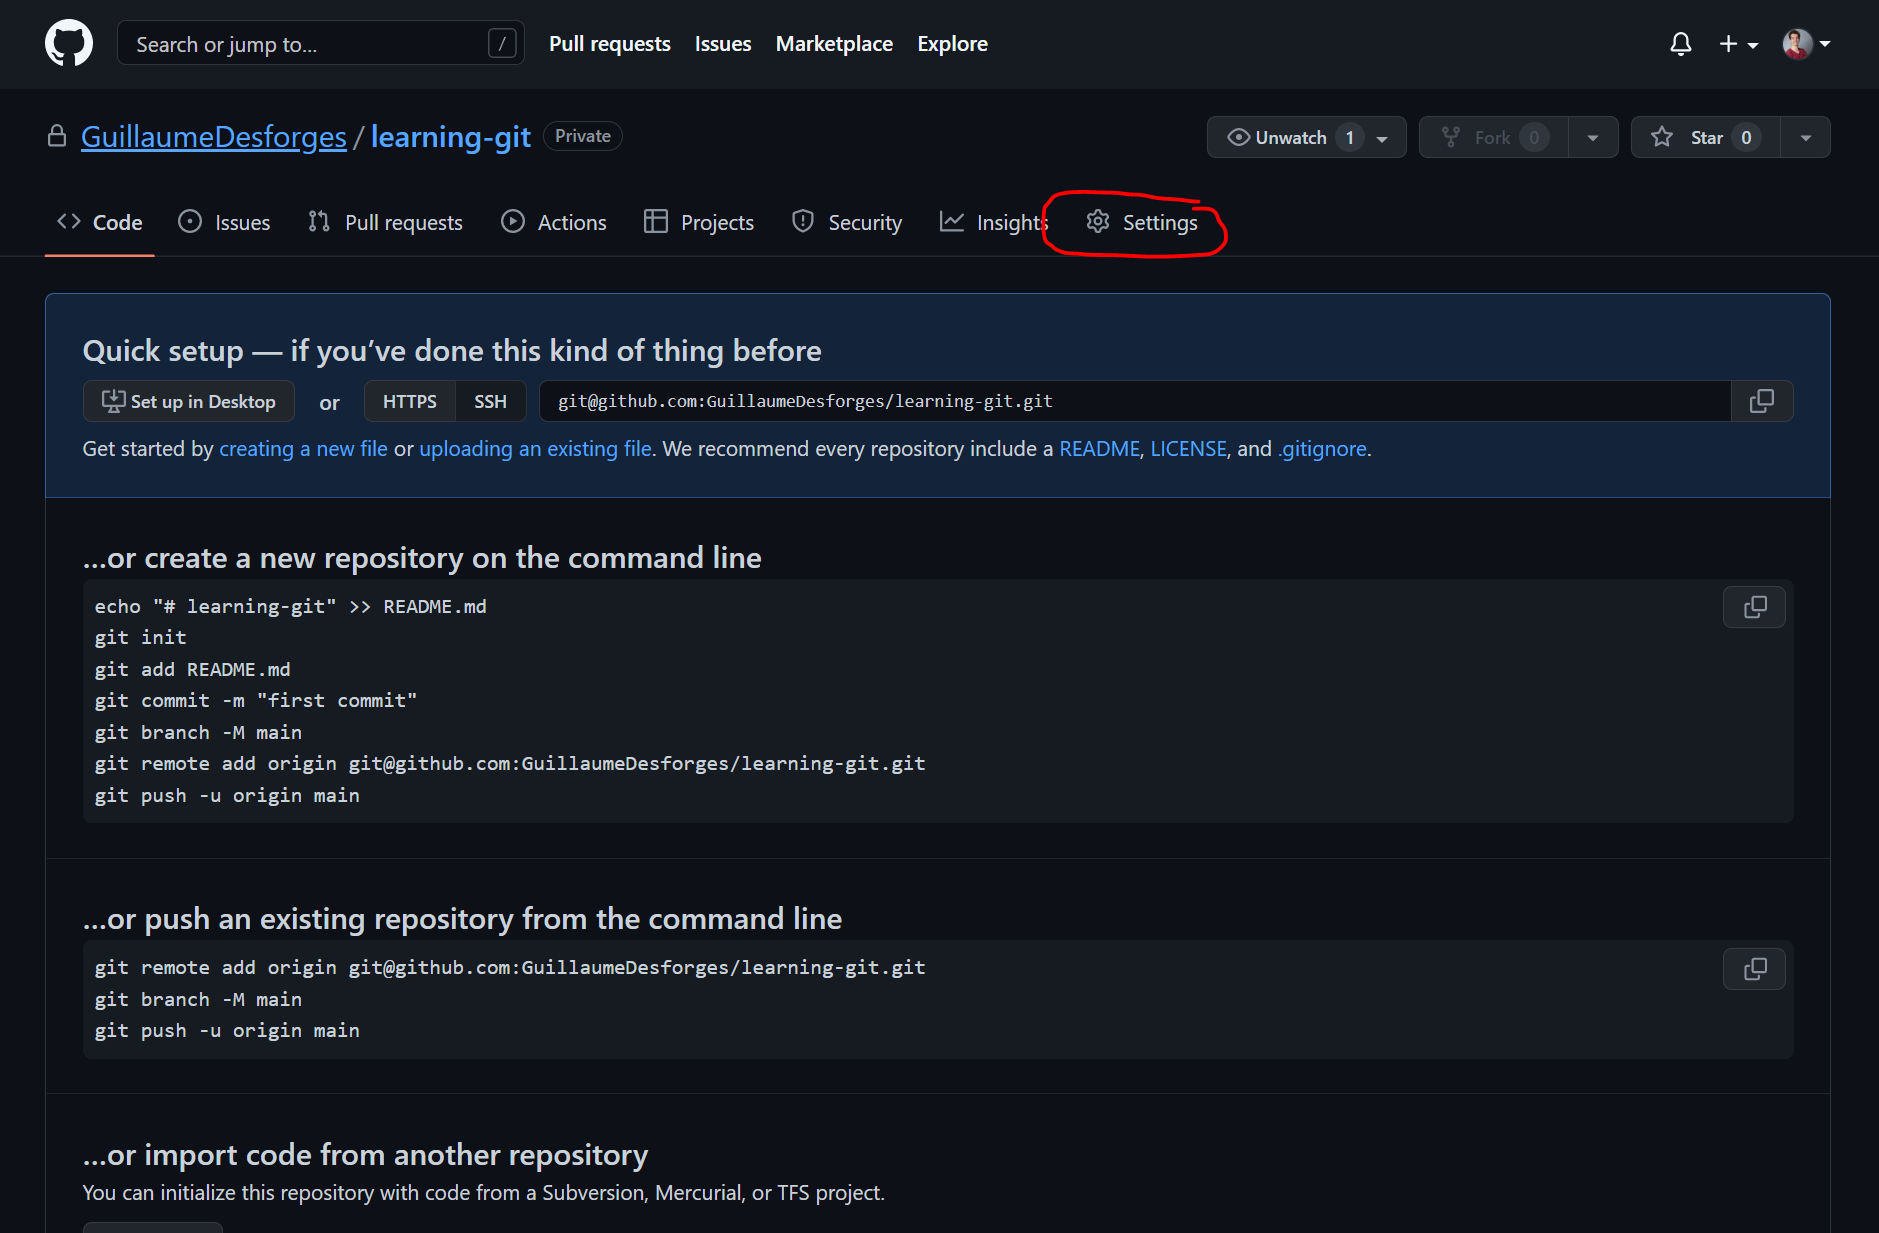 Search or jump to... /
Pull requests Issues Marketplace Explore
GuillaumeDesforges / learning-git Private
Unwatch 1 Fork 0 Star 0
Code Issues Pull requests Actions Projects Security Insights Settings
Quick setup — if you’ve done this kind of thing before
Set up in Desktop or HTTPS SSH git@github.com:GuillaumeDesforges/learning-git.git
Get started by creating a new file or uploading an existing file. We recommend every repository include a README, LICENSE, and .gitignore.
…or create a new repository on the command line
echo "# learning-git" >> README.md
git init
git add README.md
git commit -m "first commit"
git branch -M main
git remote add origin git@github.com:GuillaumeDesforges/learning-git.git
git push -u origin main
…or push an existing repository from the command line
git remote add origin git@github.com:GuillaumeDesforges/learning-git.git
git branch -M main
git push -u origin main
…or import code from another repository
You can initialize this repository with code from a Subversion, Mercurial, or TFS project.